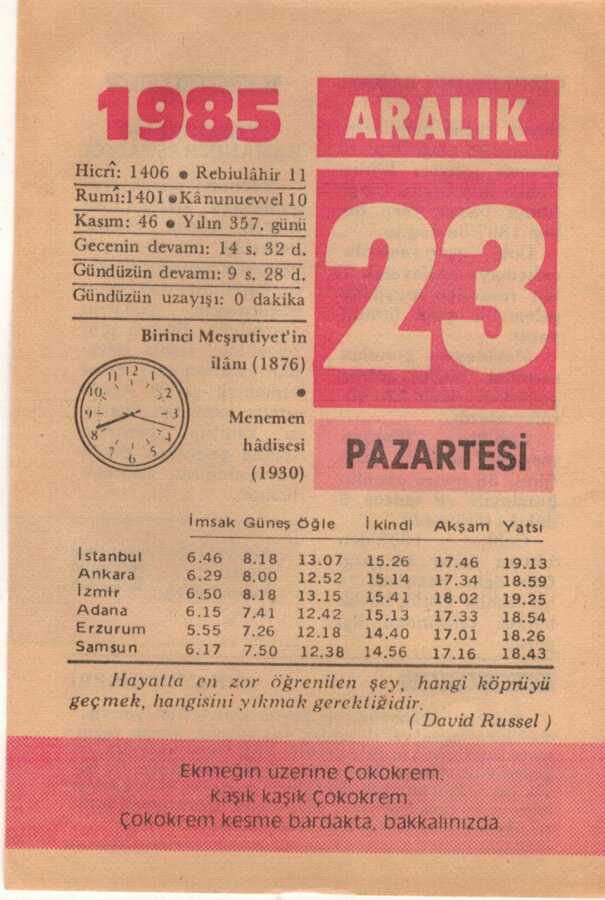 1985
ARALIK
Hicrî: 1406 ● Rebiulâhir 11
Rumî:1401 ●Kânunuevvel 10
Kasım: 46 ● Yılın 357. günü
Gecenin devamı: 14 s. 32 d.
Gündüzün devamı: 9 s. 28 d.
Gündüzün uzayışı: 0 dakika
23
Birinci Meşrutiyet'in
ilânı (1876)
●
Menemen
hâdisesi
(1930)
10 11 12 1 2
9 3
8 7 6 5 4
PAZARTESİ
İmsak Güneş Öğle İkindi Akşam Yatsı
İstanbul 6.46 8.18 13.07 15.26 17.46 19.13
Ankara 6.29 8.00 12.52 15.14 17.34 18.59
İzmir 6.50 8.18 13.15 15.41 18.02 19.25
Adana 6.15 7.41 12.42 15.13 17.33 18.54
Erzurum 5.55 7.26 12.18 14.40 17.01 18.26
Samsun 6.17 7.50 12.38 14.56 17.16 18.43
Hayatta en zor öğrenilen şey, hangi köprüyü
geçmek, hangisini yıkmak gerektiğidir.
( David Russel )
Ekmeğin üzerine Çokokrem.
Kaşık kaşık Çokokrem.
Çokokrem kesme bardakta, bakkalınızda.